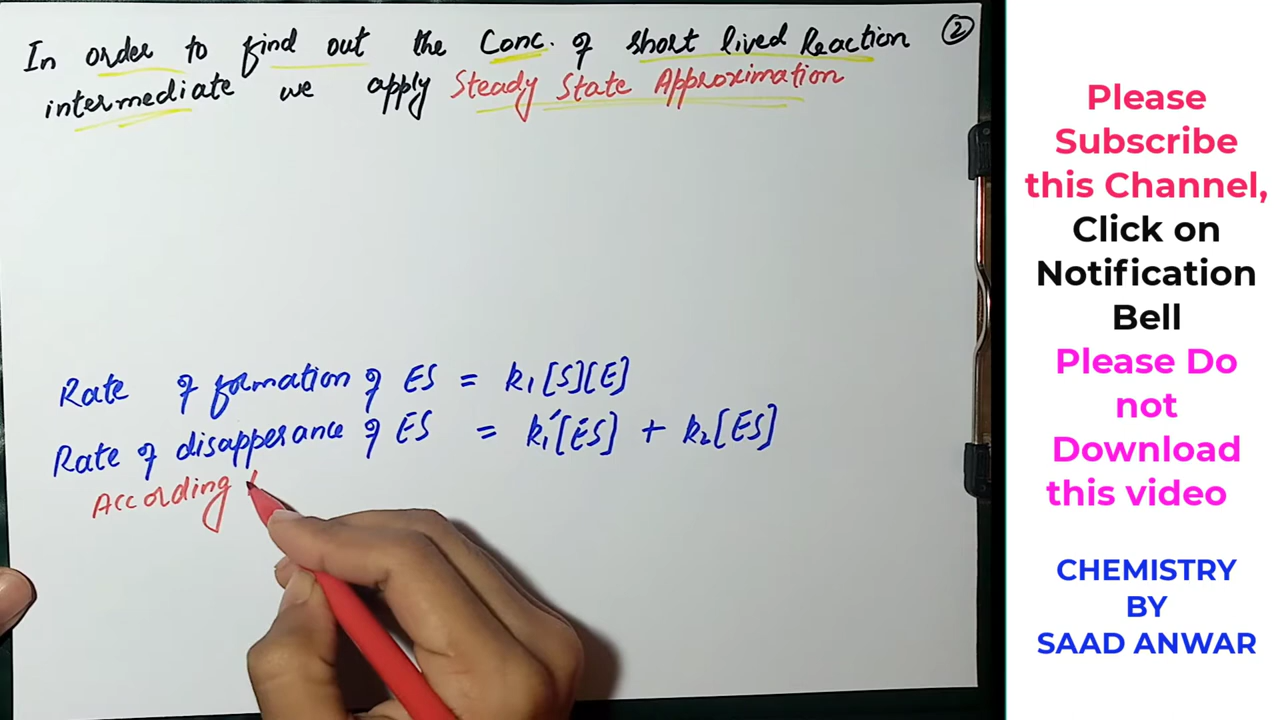 In order to find out the Conc. of short lived Reaction ②
intermediate we apply Steady State Approximation
Rate of formation of ES = k₁[S][E]
Rate of disapperance of ES = k₁′[ES] + k₂[ES]
According
Please
Subscribe
this Channel,
Click on
Notification
Bell
Please Do
not
Download
this video
CHEMISTRY
BY
SAAD ANWAR